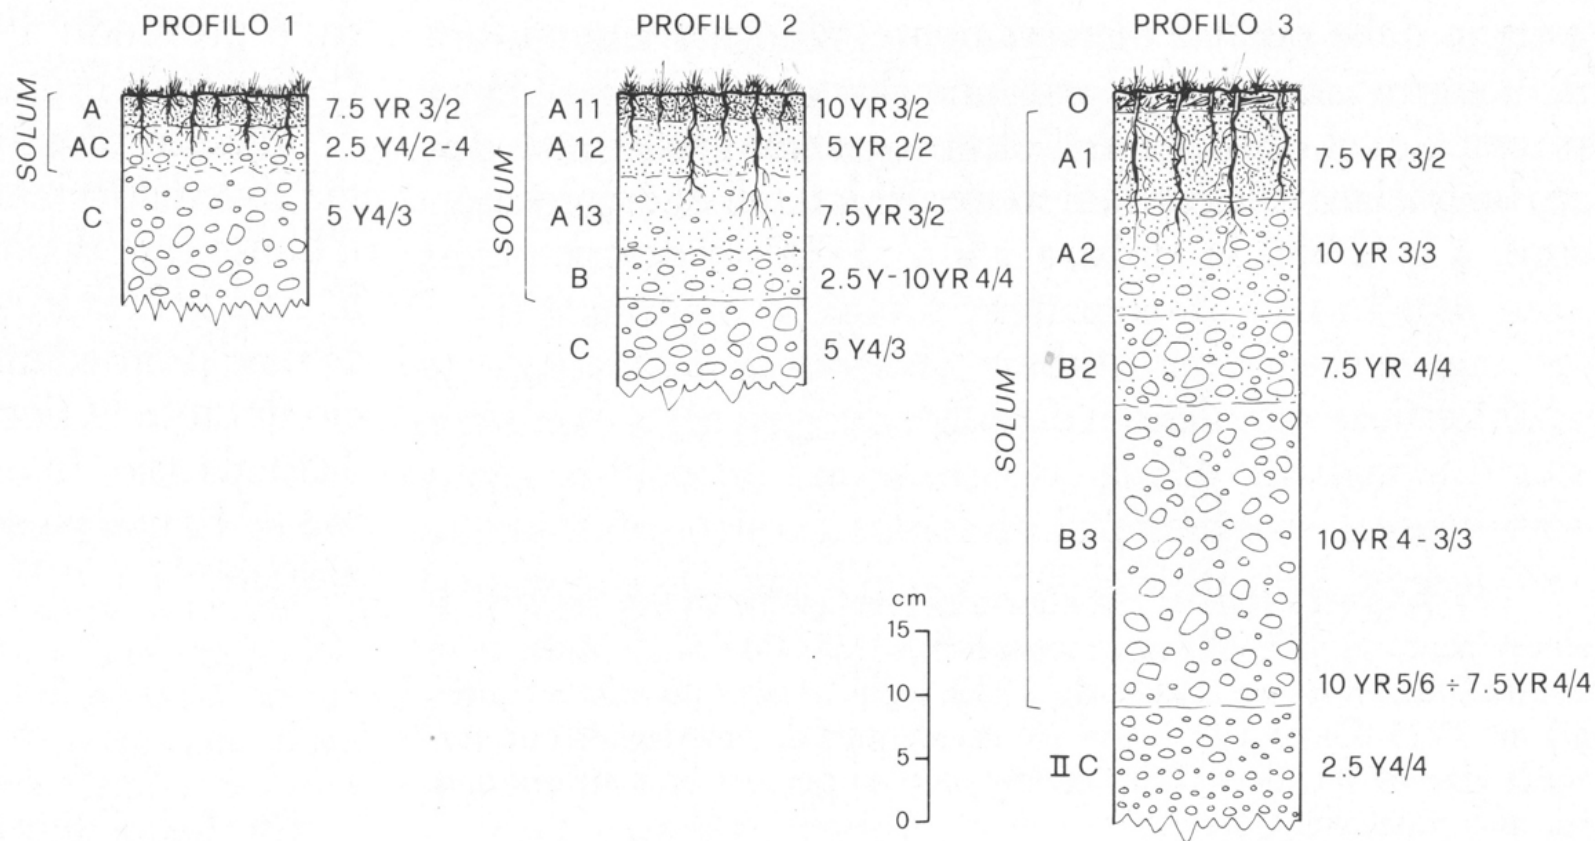 PROFILO 1
SOLUM
A 7.5 YR 3/2
AC 2.5 Y4/2-4
C 5 Y4/3
PROFILO 2
SOLUM
A 11 10 YR 3/2
A 12 5 YR 2/2
A 13 7.5 YR 3/2
B 2.5 Y-10 YR 4/4
C 5 Y4/3
PROFILO 3
SOLUM
O
A 1 7.5 YR 3/2
A 2 10 YR 3/3
B 2 7.5 YR 4/4
B 3 10 YR 4-3/3
10 YR 5/6 ÷ 7.5 YR 4/4
II C 2.5 Y4/4
cm
15
10
5
0